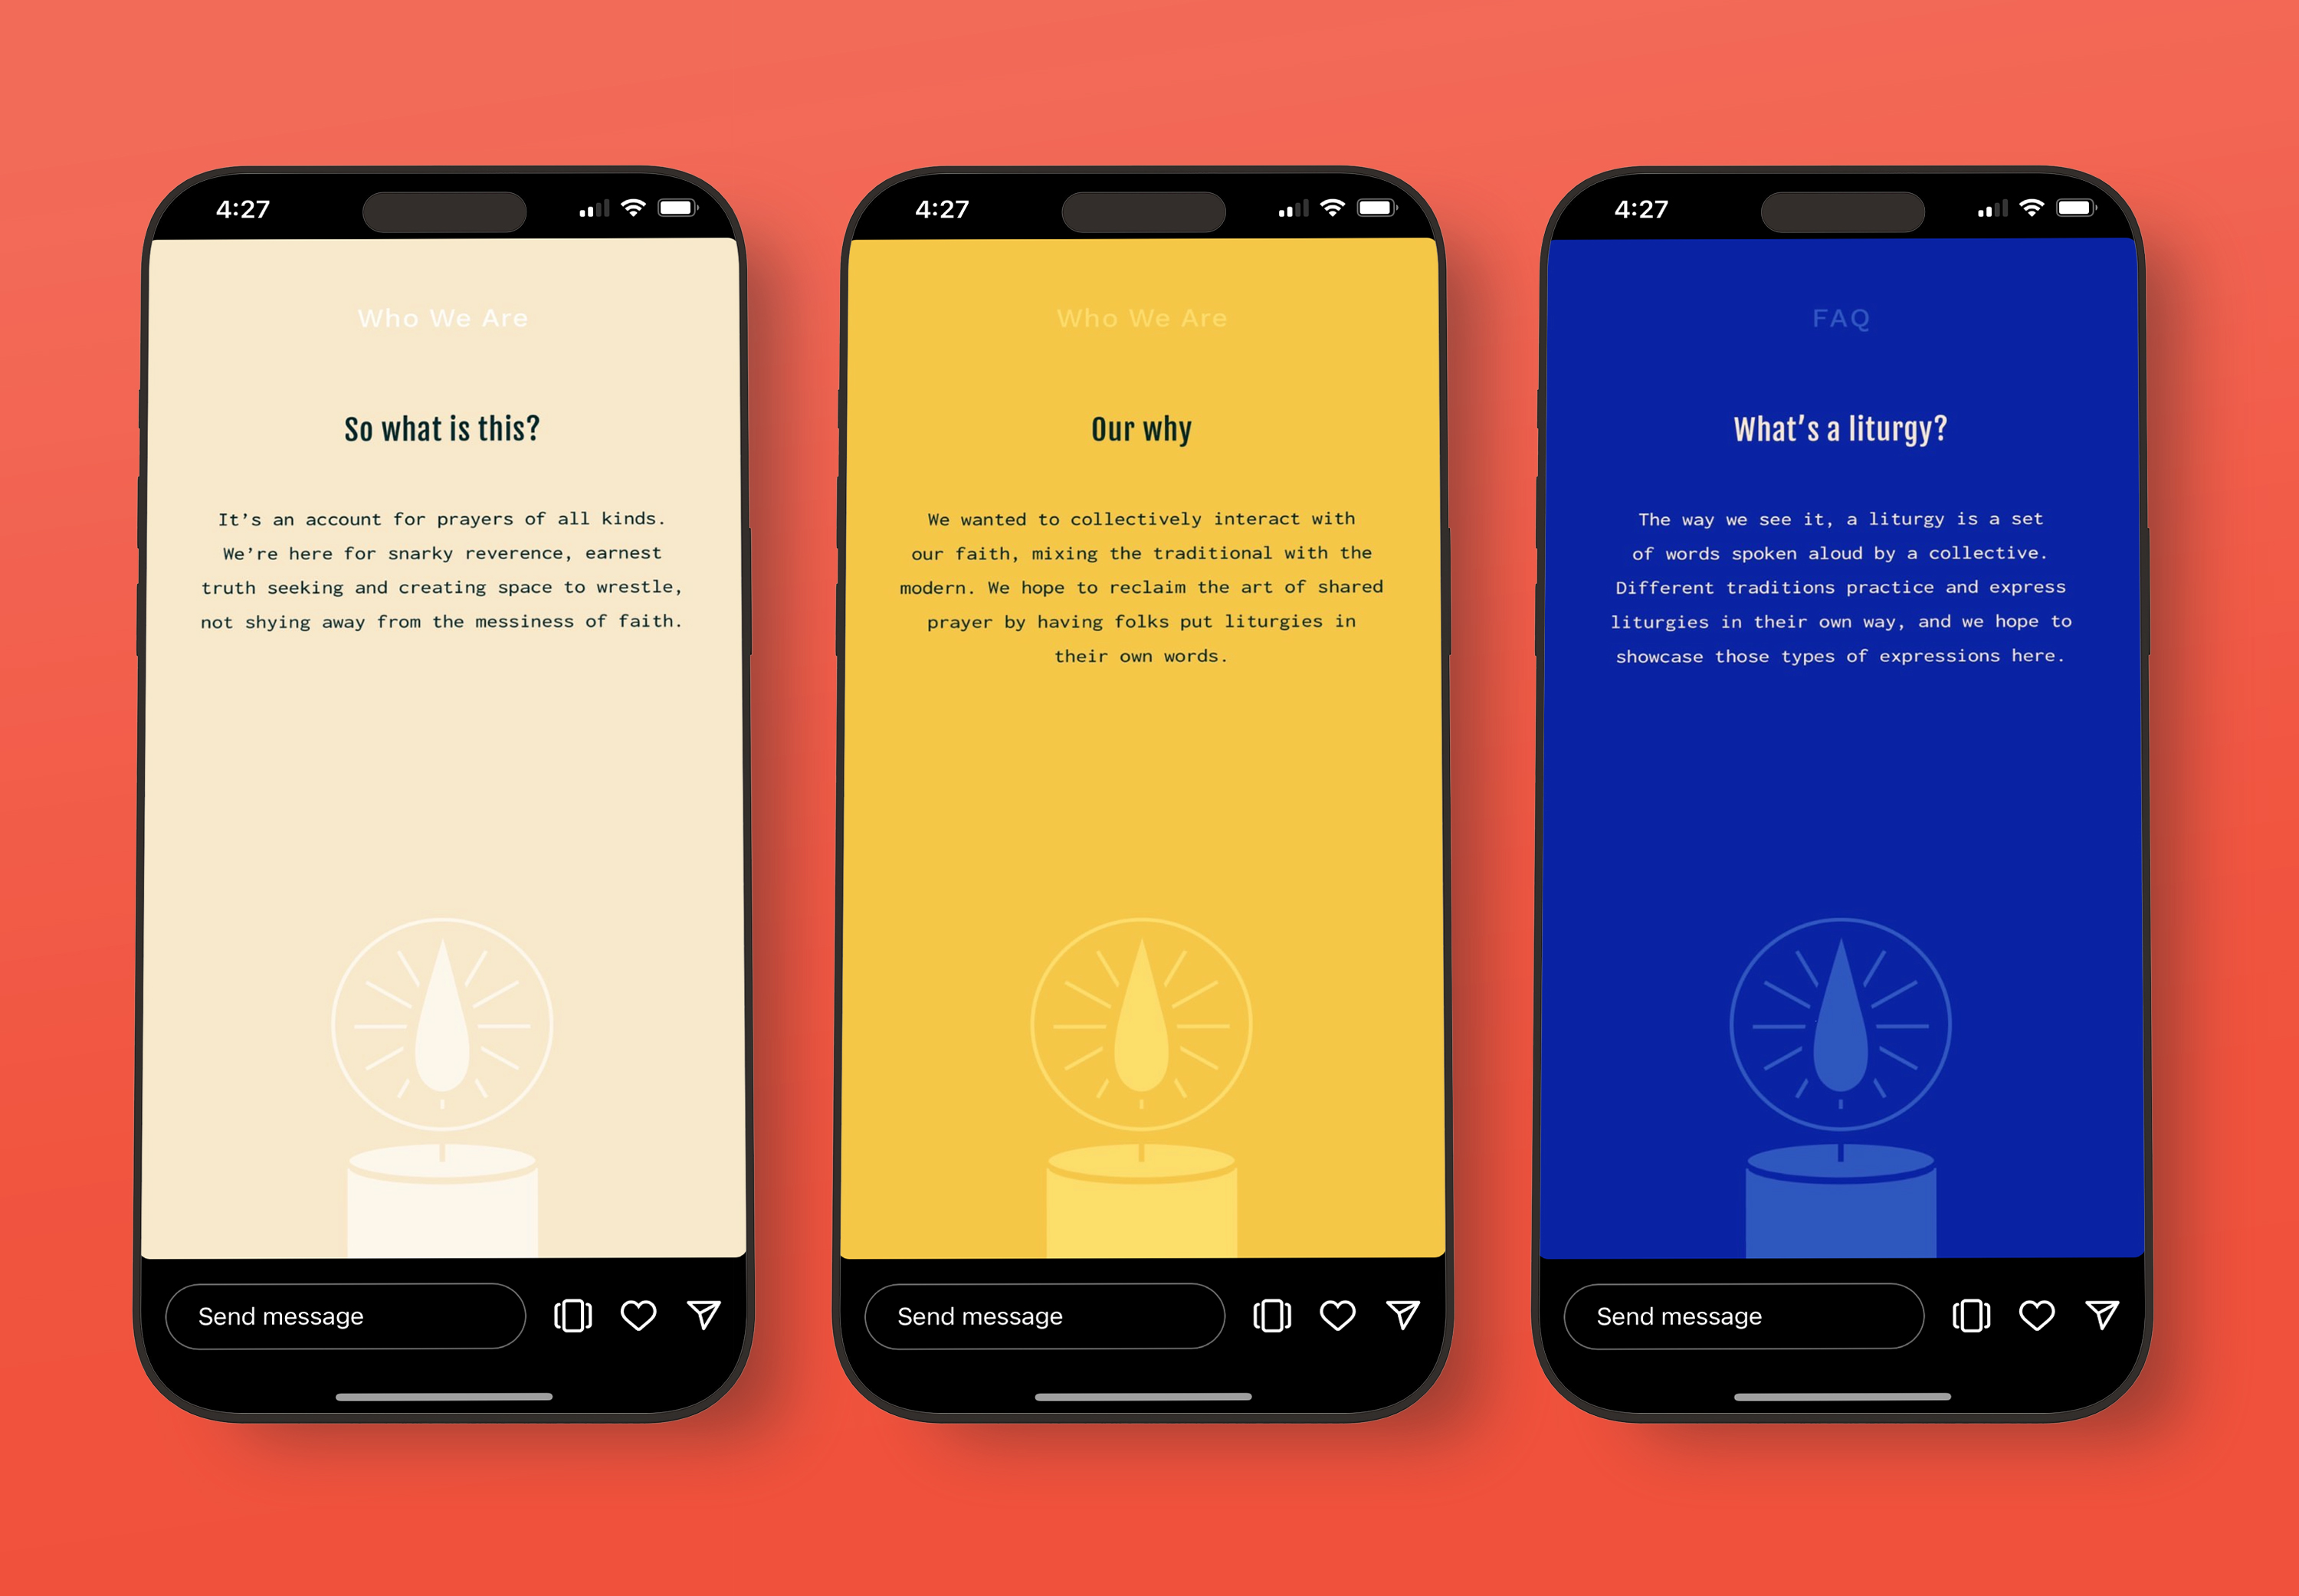 4:27
Who We Are
So what is this?
It’s an account for prayers of all kinds.
We’re here for snarky reverence, earnest
truth seeking and creating space to wrestle,
not shying away from the messiness of faith.
Send message
4:27
Who We Are
Our why
We wanted to collectively interact with
our faith, mixing the traditional with the
modern. We hope to reclaim the art of shared
prayer by having folks put liturgies in
their own words.
Send message
4:27
FAQ
What’s a liturgy?
The way we see it, a liturgy is a set
of words spoken aloud by a collective.
Different traditions practice and express
liturgies in their own way, and we hope to
showcase those types of expressions here.
Send message